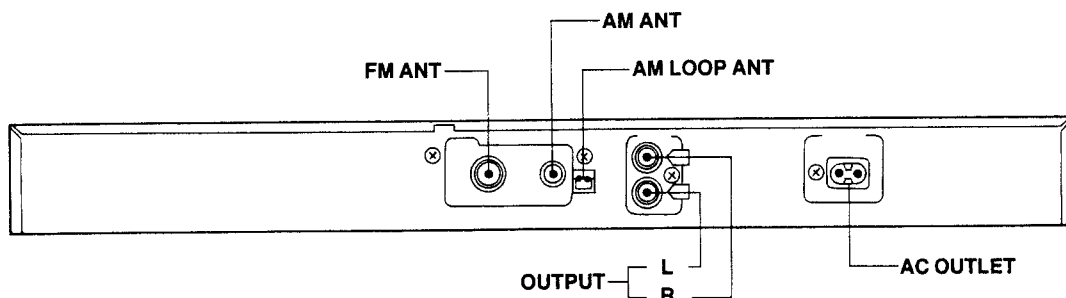 AM ANT
FM ANT
AM LOOP ANT
OUTPUT
L
R
AC OUTLET